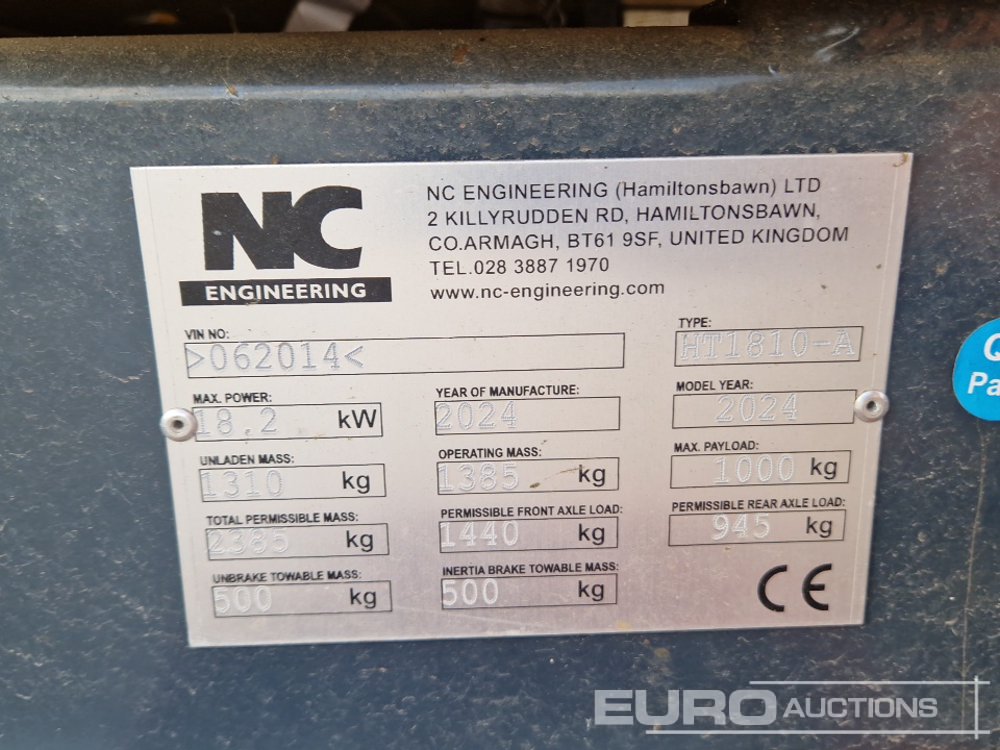 NC
ENGINEERING
NC ENGINEERING (Hamiltonsbawn) LTD
2 KILLYRUDDEN RD, HAMILTONSBAWN,
CO.ARMAGH, BT61 9SF, UNITED KINGDOM
TEL.028 3887 1970
www.nc-engineering.com
VIN NO:
>062014<
TYPE:
HT1810-A
MAX. POWER:
18.2 kW
YEAR OF MANUFACTURE:
2024
MODEL YEAR:
2024
UNLADEN MASS:
1310 kg
OPERATING MASS:
1385 kg
MAX. PAYLOAD:
1000 kg
TOTAL PERMISSIBLE MASS:
2385 kg
PERMISSIBLE FRONT AXLE LOAD:
1440 kg
PERMISSIBLE REAR AXLE LOAD:
945 kg
UNBRAKE TOWABLE MASS:
500 kg
INERTIA BRAKE TOWABLE MASS:
500 kg
CE
EURO AUCTIONS